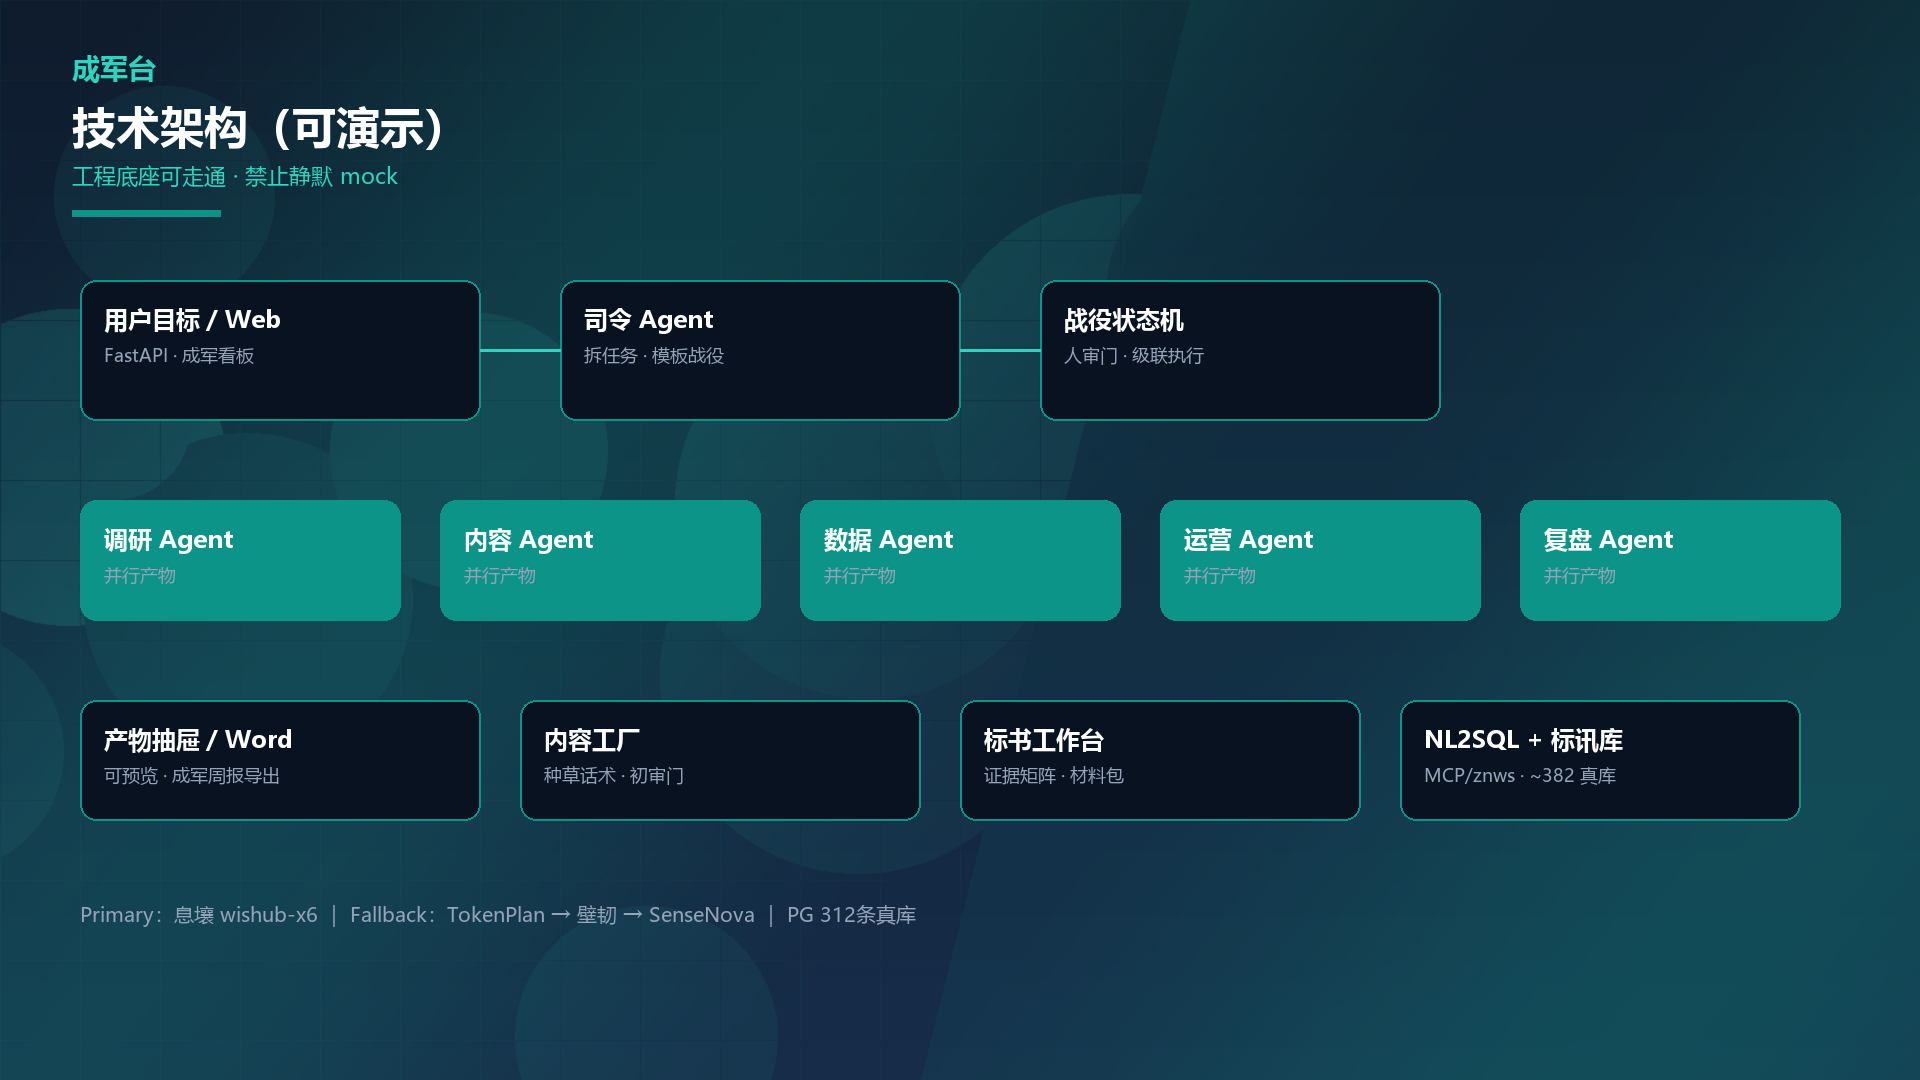 成军台
技术架构（可演示）
工程底座可走通 · 禁止静默 mock
用户目标 / Web
FastAPI · 成军看板
司令 Agent
拆任务 · 模板战役
战役状态机
人审门 · 级联执行
调研 Agent
并行产物
内容 Agent
并行产物
数据 Agent
并行产物
运营 Agent
并行产物
复盘 Agent
并行产物
产物抽屉 / Word
可预览 · 成军周报导出
内容工厂
种草话术 · 初审门
标书工作台
证据矩阵 · 材料包
NL2SQL + 标讯库
MCP/znws · ~382 真库
Primary：息壤 wishub-x6 ｜ Fallback：TokenPlan → 壁韧 → SenseNova ｜ PG 312条真库